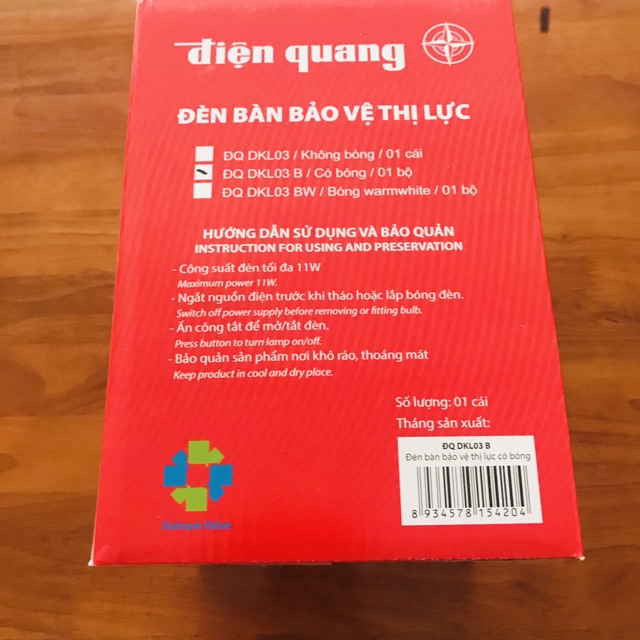 điện quang
ĐÈN BÀN BẢO VỆ THỊ LỰC
ĐQ DKL03 / Không bóng / 01 cái
ĐQ DKL03 B / Có bóng / 01 bộ
ĐQ DKL03 BW / Bóng warmwhite / 01 bộ
HƯỚNG DẪN SỬ DỤNG VÀ BẢO QUẢN
INSTRUCTION FOR USING AND PRESERVATION
- Công suất đèn tối đa 11W
Maximum power 11W.
- Ngắt nguồn điện trước khi tháo hoặc lắp bóng đèn.
Switch off power supply before removing or fitting bulb.
- Ấn công tắt để mở/tắt đèn.
Press button to turn lamp on/off.
- Bảo quản sản phẩm nơi khô ráo, thoáng mát
Keep product in cool and dry place.
Số lượng: 01 cái
Tháng sản xuất:
ĐQ DKL03 B
Đèn bàn bảo vệ thị lực có bóng
8 934578 154204
Vietnam Value